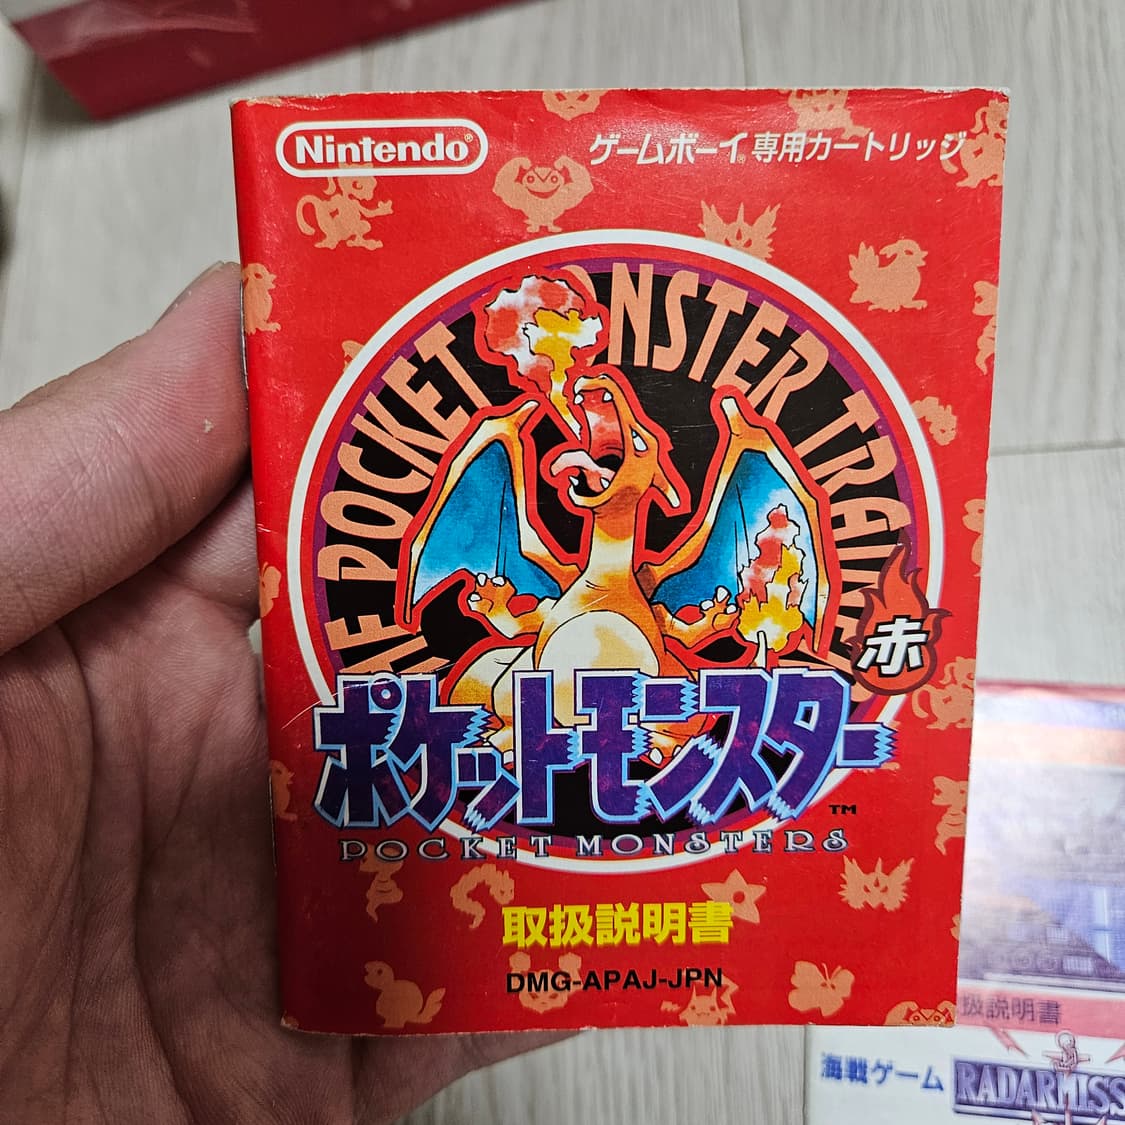 Nintendo®
ゲームボーイ® 専用カートリッジ
POCKET MONSTER
赤
ポケットモンスター™
POCKET MONSTERS
取扱説明書
DMG-APAJ-JPN
扱説明書
海戦ゲーム
RADARMISS